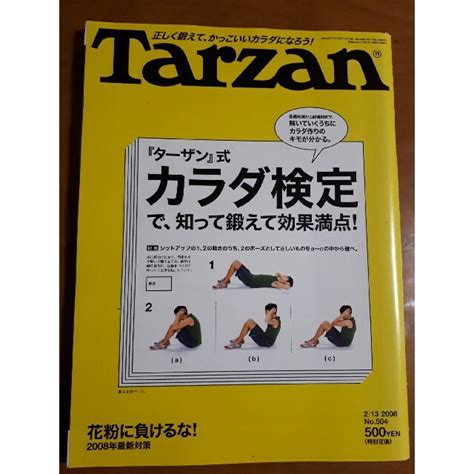 正しく鍛えて、かっこいいカラダになろう!
Tarzan
解いていくうちに
カラダ作りの
キモが分かる。
『ターザン』式
カラダ検定
で、知って鍛えて効果満点!
シットアップの1、2の動きのうち、2のポーズとして正しいものをa〜cの中から選べ。
1
2
(a)
(b)
(c)
花粉に負けるな!
2008年最新対策
2/13 2008
No.504
500YEN
(特別定価)